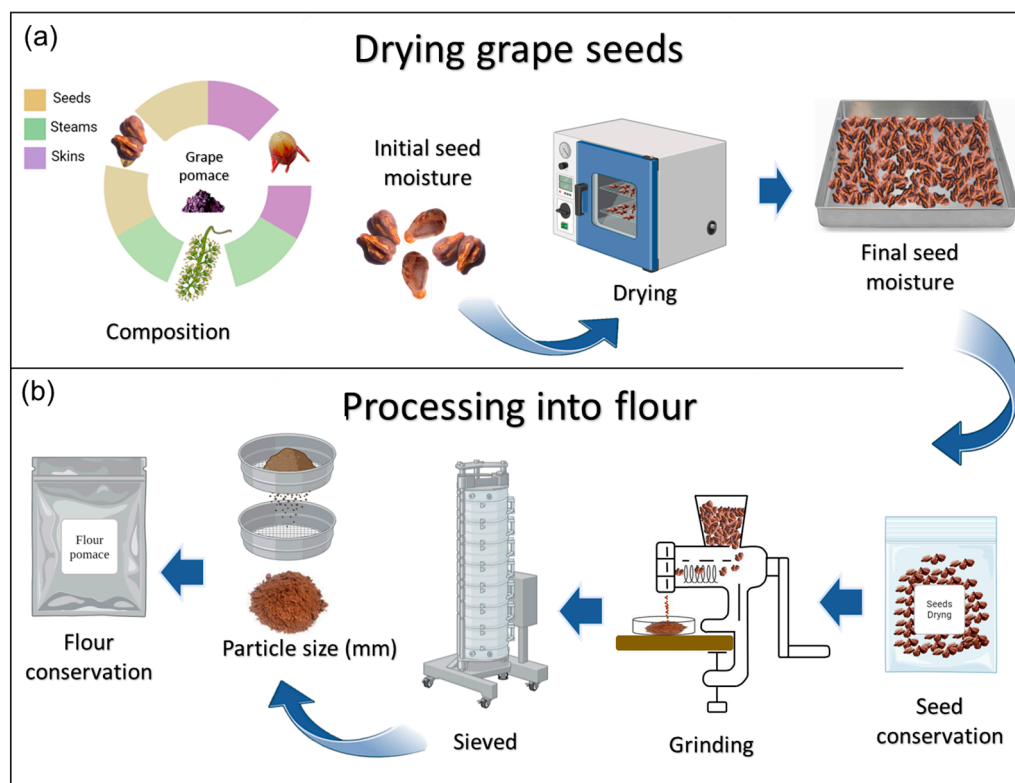 (a)
Drying grape seeds
Seeds
Steams
Skins
Grape
pomace
Composition
Initial seed
moisture
Drying
Final seed
moisture
(b)
Processing into flour
Flour
pomace
Flour
conservation
Particle size (mm)
Sieved
Grinding
Seeds
Dryng
Seed
conservation